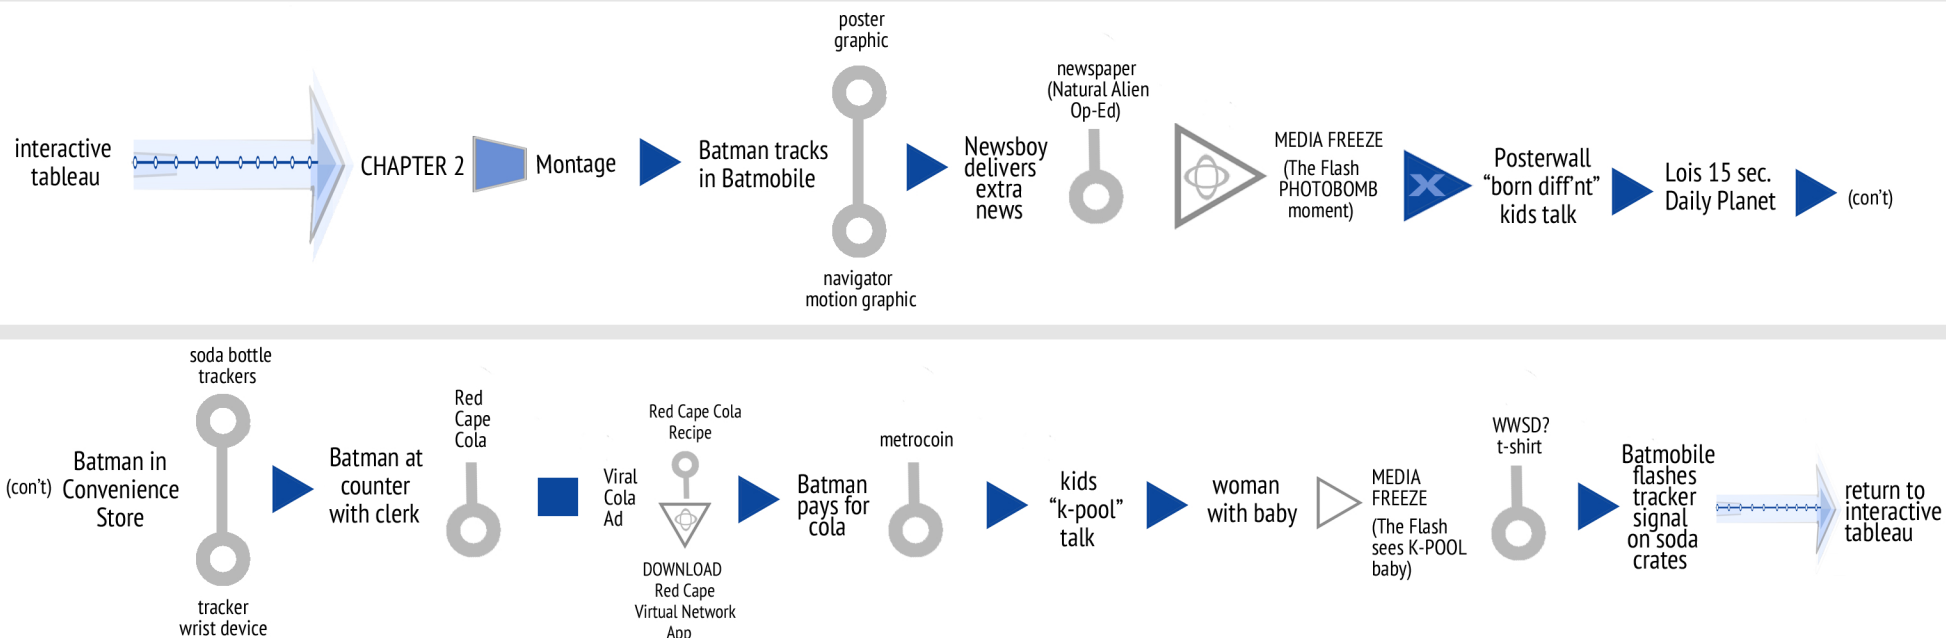 interactive
tableau
CHAPTER 2
Montage
Batman tracks
in Batmobile
poster
graphic
navigator
motion graphic
Newsboy
delivers
extra
news
newspaper
(Natural Alien
Op-Ed)
MEDIA FREEZE
(The Flash
PHOTOBOMB
moment)
X
Posterwall
“born diff’nt”
kids talk
Lois 15 sec.
Daily Planet
(con’t)
(con’t)
Batman in
Convenience
Store
soda bottle
trackers
tracker
wrist device
Batman at
counter
with clerk
Red
Cape
Cola
Viral
Cola
Ad
Red Cape Cola
Recipe
DOWNLOAD
Red Cape
Virtual Network
App
Batman
pays for
cola
metrocoin
kids
“k-pool”
talk
woman
with baby
MEDIA
FREEZE
(The Flash
sees K-POOL
baby)
WWSD?
t-shirt
Batmobile
flashes
tracker
signal
on soda
crates
return to
interactive
tableau